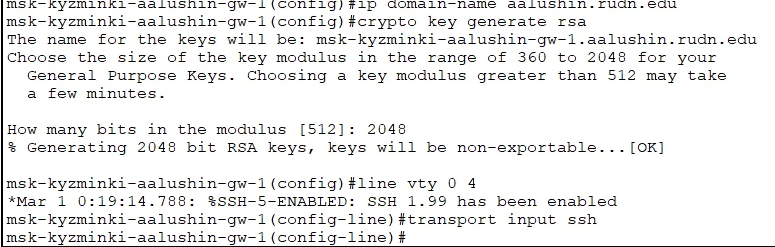 msk-kyzminki-aalushin-gw-1(config)#ip domain-name aalushin.rudn.edu
msk-kyzminki-aalushin-gw-1(config)#crypto key generate rsa
The name for the keys will be: msk-kyzminki-aalushin-gw-1.aalushin.rudn.edu
Choose the size of the key modulus in the range of 360 to 2048 for your
  General Purpose Keys. Choosing a key modulus greater than 512 may take
  a few minutes.

How many bits in the modulus [512]: 2048
% Generating 2048 bit RSA keys, keys will be non-exportable...[OK]

msk-kyzminki-aalushin-gw-1(config)#line vty 0 4
*Mar 1 0:19:14.788: %SSH-5-ENABLED: SSH 1.99 has been enabled
msk-kyzminki-aalushin-gw-1(config-line)#transport input ssh
msk-kyzminki-aalushin-gw-1(config-line)#